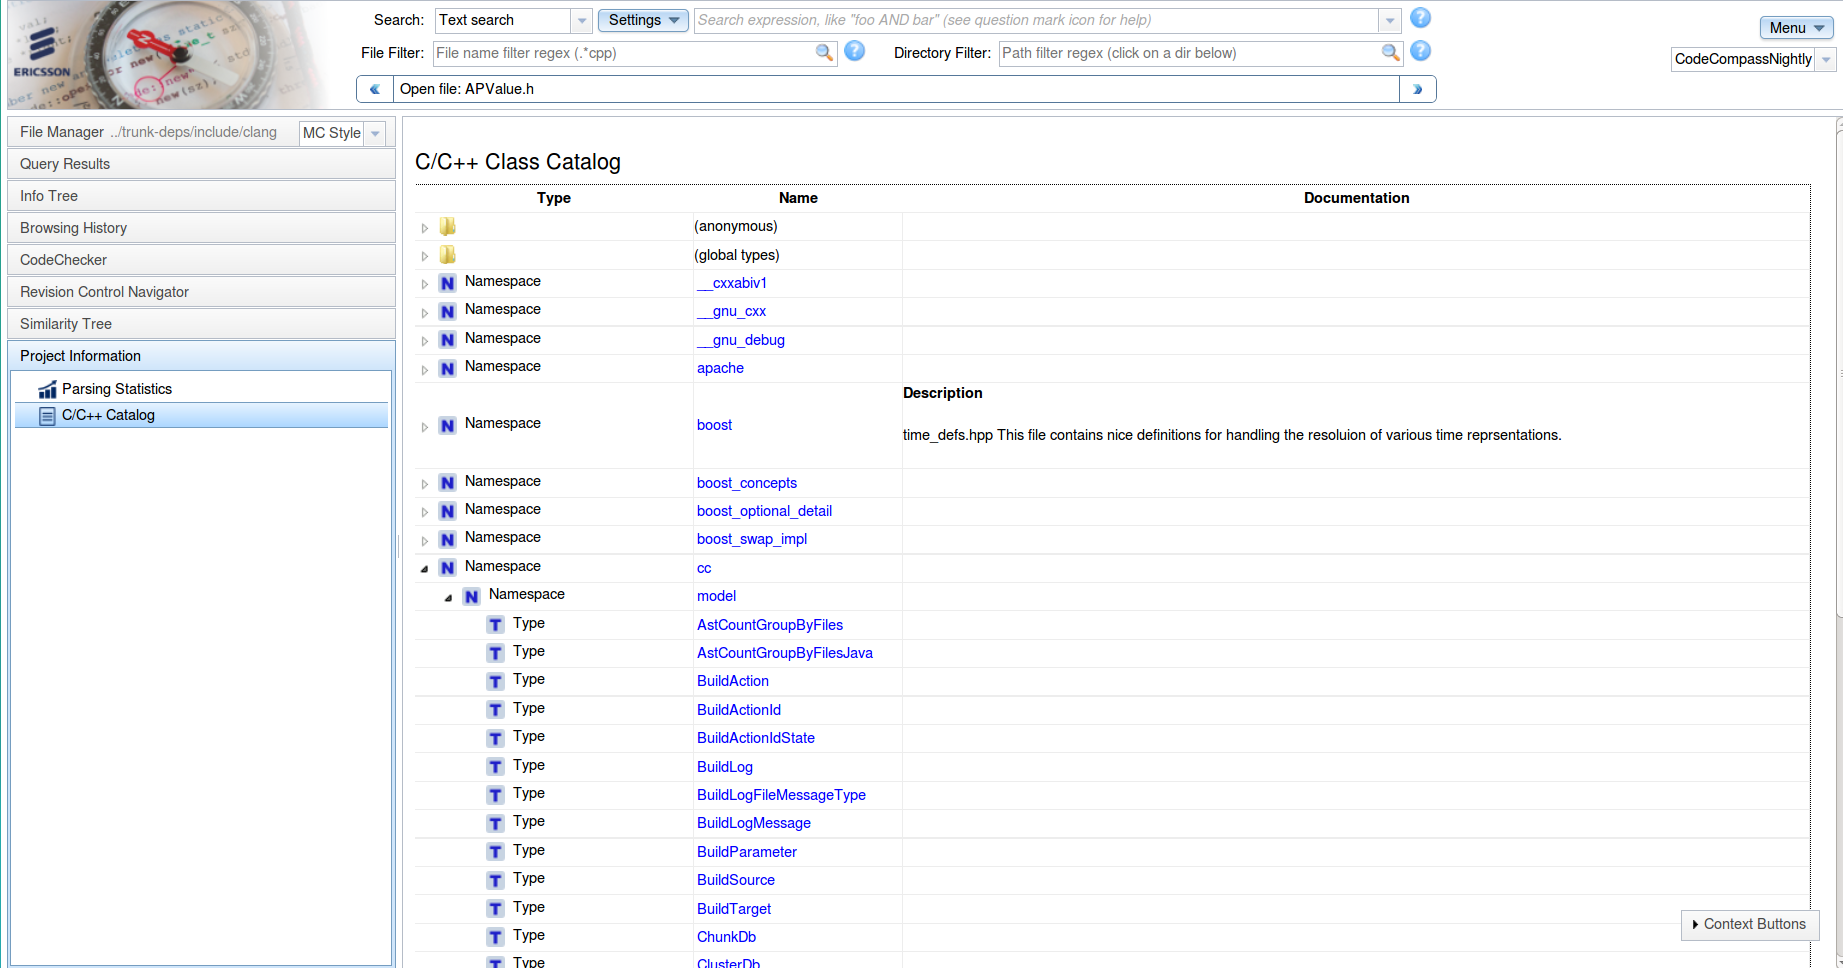 Search: Text search Settings Search expression, like "foo AND bar" (see question mark icon for help)
Menu
ERICSSON
File Filter: File name filter regex (.*cpp) Directory Filter: Path filter regex (click on a dir below)
CodeCompassNightly
Open file: APValue.h
File Manager ../trunk-deps/include/clang MC Style
Query Results
Info Tree
Browsing History
CodeChecker
Revision Control Navigator
Similarity Tree
Project Information
Parsing Statistics
C/C++ Catalog
C/C++ Class Catalog
Type Name Documentation
(anonymous)
(global types)
Namespace __cxxabiv1
Namespace __gnu_cxx
Namespace __gnu_debug
Namespace apache
Description
Namespace boost
time_defs.hpp This file contains nice definitions for handling the resoluion of various time reprsentations.
Namespace boost_concepts
Namespace boost_optional_detail
Namespace boost_swap_impl
Namespace cc
Namespace model
Type AstCountGroupByFiles
Type AstCountGroupByFilesJava
Type BuildAction
Type BuildActionId
Type BuildActionIdState
Type BuildLog
Type BuildLogFileMessageType
Type BuildLogMessage
Type BuildParameter
Type BuildSource
Type BuildTarget
Type ChunkDb
Type ClusterDb
Context Buttons